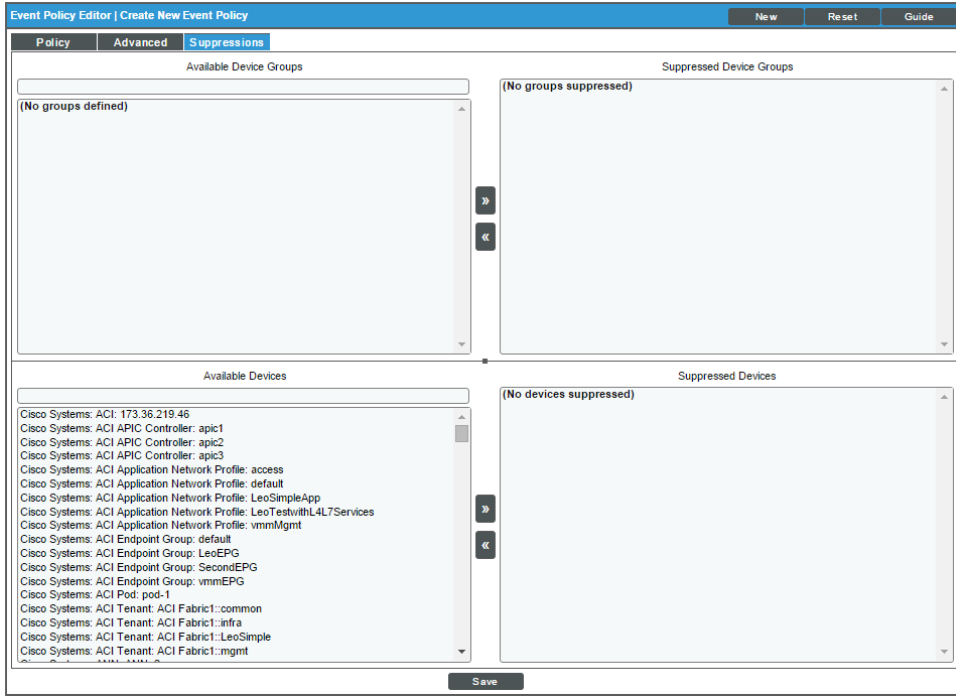 Event Policy Editor | Create New Event Policy
New
Reset
Guide
Policy
Advanced
Suppressions
Available Device Groups
(No groups defined)
»
«
Suppressed Device Groups
(No groups suppressed)
Available Devices
Cisco Systems: ACI: 173.36.219.46
Cisco Systems: ACI APIC Controller: apic1
Cisco Systems: ACI APIC Controller: apic2
Cisco Systems: ACI APIC Controller: apic3
Cisco Systems: ACI Application Network Profile: access
Cisco Systems: ACI Application Network Profile: default
Cisco Systems: ACI Application Network Profile: LeoSimpleApp
Cisco Systems: ACI Application Network Profile: LeoTestwithL4L7Services
Cisco Systems: ACI Application Network Profile: vmmMgmt
Cisco Systems: ACI Endpoint Group: default
Cisco Systems: ACI Endpoint Group: LeoEPG
Cisco Systems: ACI Endpoint Group: SecondEPG
Cisco Systems: ACI Endpoint Group: vmmEPG
Cisco Systems: ACI Pod: pod-1
Cisco Systems: ACI Tenant: ACI Fabric1::common
Cisco Systems: ACI Tenant: ACI Fabric1::infra
Cisco Systems: ACI Tenant: ACI Fabric1::LeoSimple
Cisco Systems: ACI Tenant: ACI Fabric1::mgmt
»
«
Suppressed Devices
(No devices suppressed)
Save